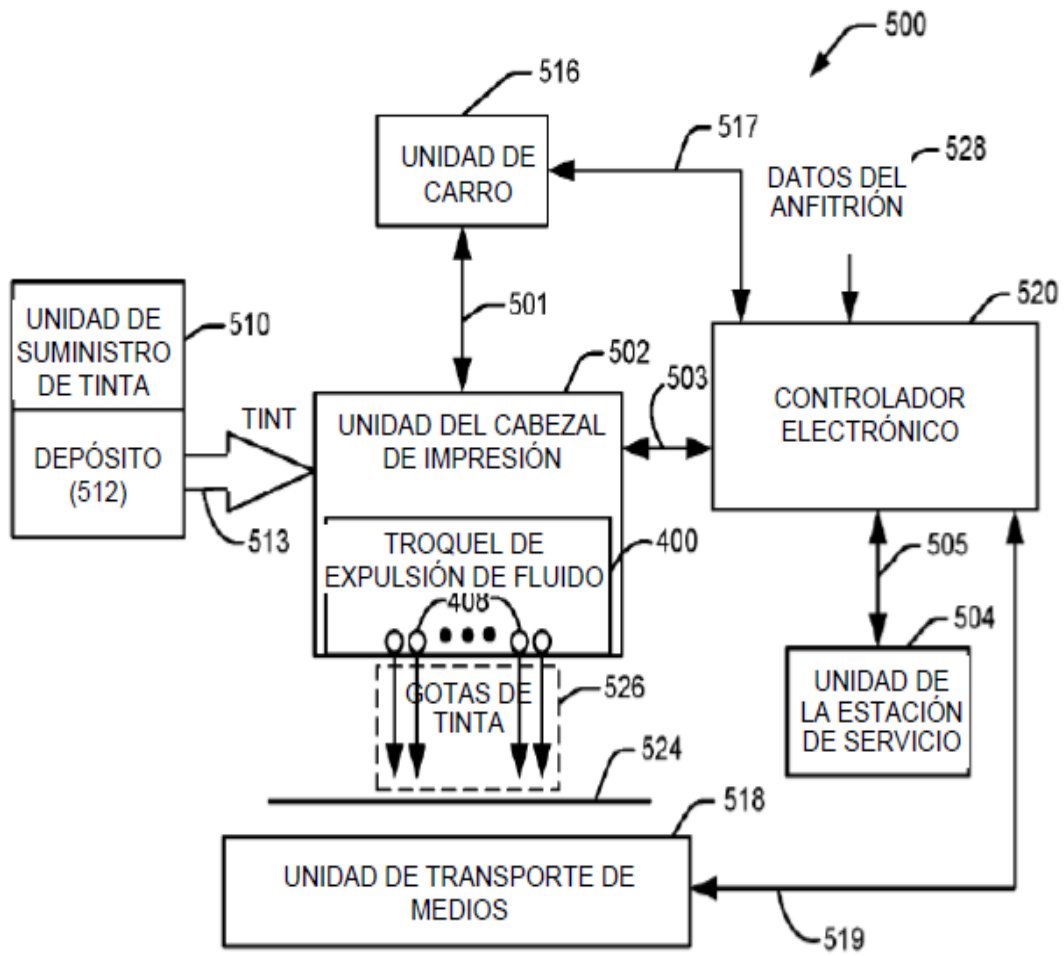 500
516
UNIDAD DE
CARRO
517
528
DATOS DEL
ANFITRIÓN
501
520
UNIDAD DE
SUMINISTRO
DE TINTA
510
502
503
CONTROLADOR
ELECTRÓNICO
TINT
UNIDAD DEL CABEZAL
DE IMPRESIÓN
DEPÓSITO
(512)
513
TROQUEL DE
EXPULSIÓN DE FLUIDO
400
408
505
504
GOTAS DE
TINTA
526
UNIDAD DE
LA ESTACIÓN
DE SERVICIO
524
518
UNIDAD DE TRANSPORTE DE
MEDIOS
519